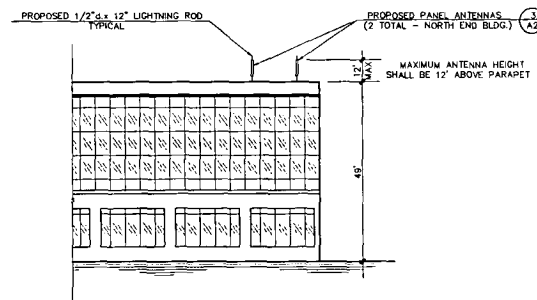 PROPOSED 1/2"d.x 12" LIGHTNING ROD
TYPICAL
PROPOSED PANEL ANTENNAS
(2 TOTAL - NORTH END BLDG.)
3
A2
12'
MAX
MAXIMUM ANTENNA HEIGHT
SHALL BE 12' ABOVE PARAPET
49'